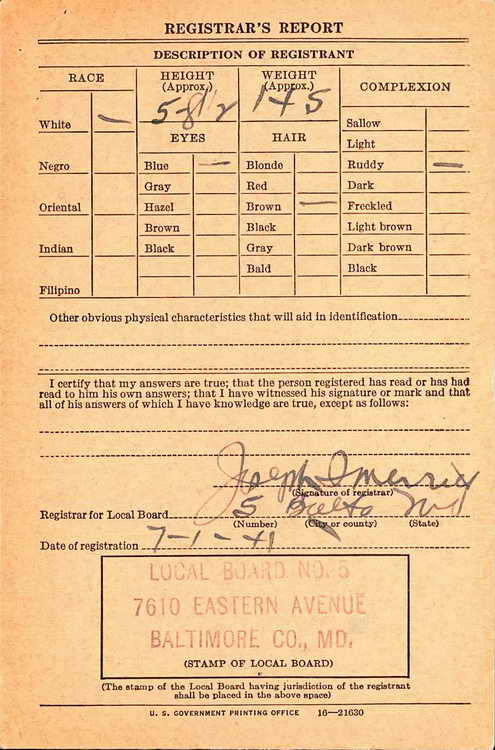 REGISTRAR'S REPORT
DESCRIPTION OF REGISTRANT
RACE HEIGHT (Approx.) WEIGHT (Approx.) COMPLEXION
5-8 1/2 145
White — Sallow
EYES HAIR Light
Negro Blue — Blonde Ruddy —
Gray Red Dark
Oriental Hazel Brown — Freckled
Brown Black Light brown
Indian Black Gray Dark brown
Bald Black
Filipino
Other obvious physical characteristics that will aid in identification
I certify that my answers are true; that the person registered has read or has had
read to him his own answers; that I have witnessed his signature or mark and that
all of his answers of which I have knowledge are true, except as follows:
Joseph
(Signature of registrar)
Registrar for Local Board 5 Balto Md
(Number) (City or county) (State)
Date of registration 7-1-41
LOCAL BOARD NO. 5
7610 EASTERN AVENUE
BALTIMORE CO., MD.
(STAMP OF LOCAL BOARD)
(The stamp of the Local Board having jurisdiction of the registrant
shall be placed in the above space)
U. S. GOVERNMENT PRINTING OFFICE 16—21630